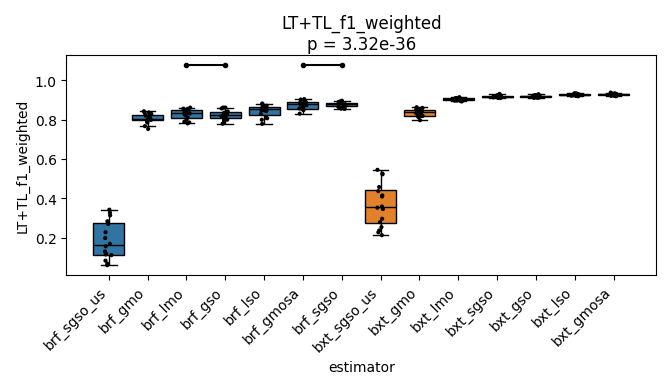 LT+TL_f1_weighted
p = 3.32e-36
LT+TL_f1_weighted
1.0
0.8
0.6
0.4
0.2
brf_sgso_us
brf_gmo
brf_lmo
brf_gso
brf_lso
brf_gmosa
brf_sgso
bxt_sgso_us
bxt_gmo
bxt_lmo
bxt_sgso
bxt_gso
bxt_lso
bxt_gmosa
estimator